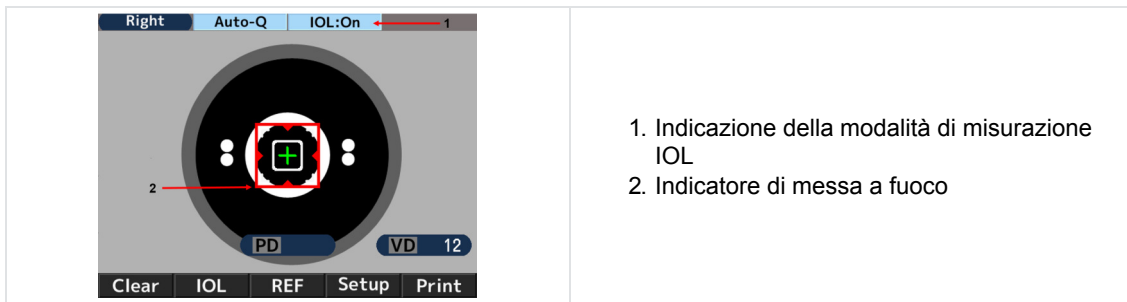 Right Auto-Q IOL:On 1
2
PD VD 12
Clear IOL REF Setup Print
1. Indicazione della modalità di misurazione
IOL
2. Indicatore di messa a fuoco